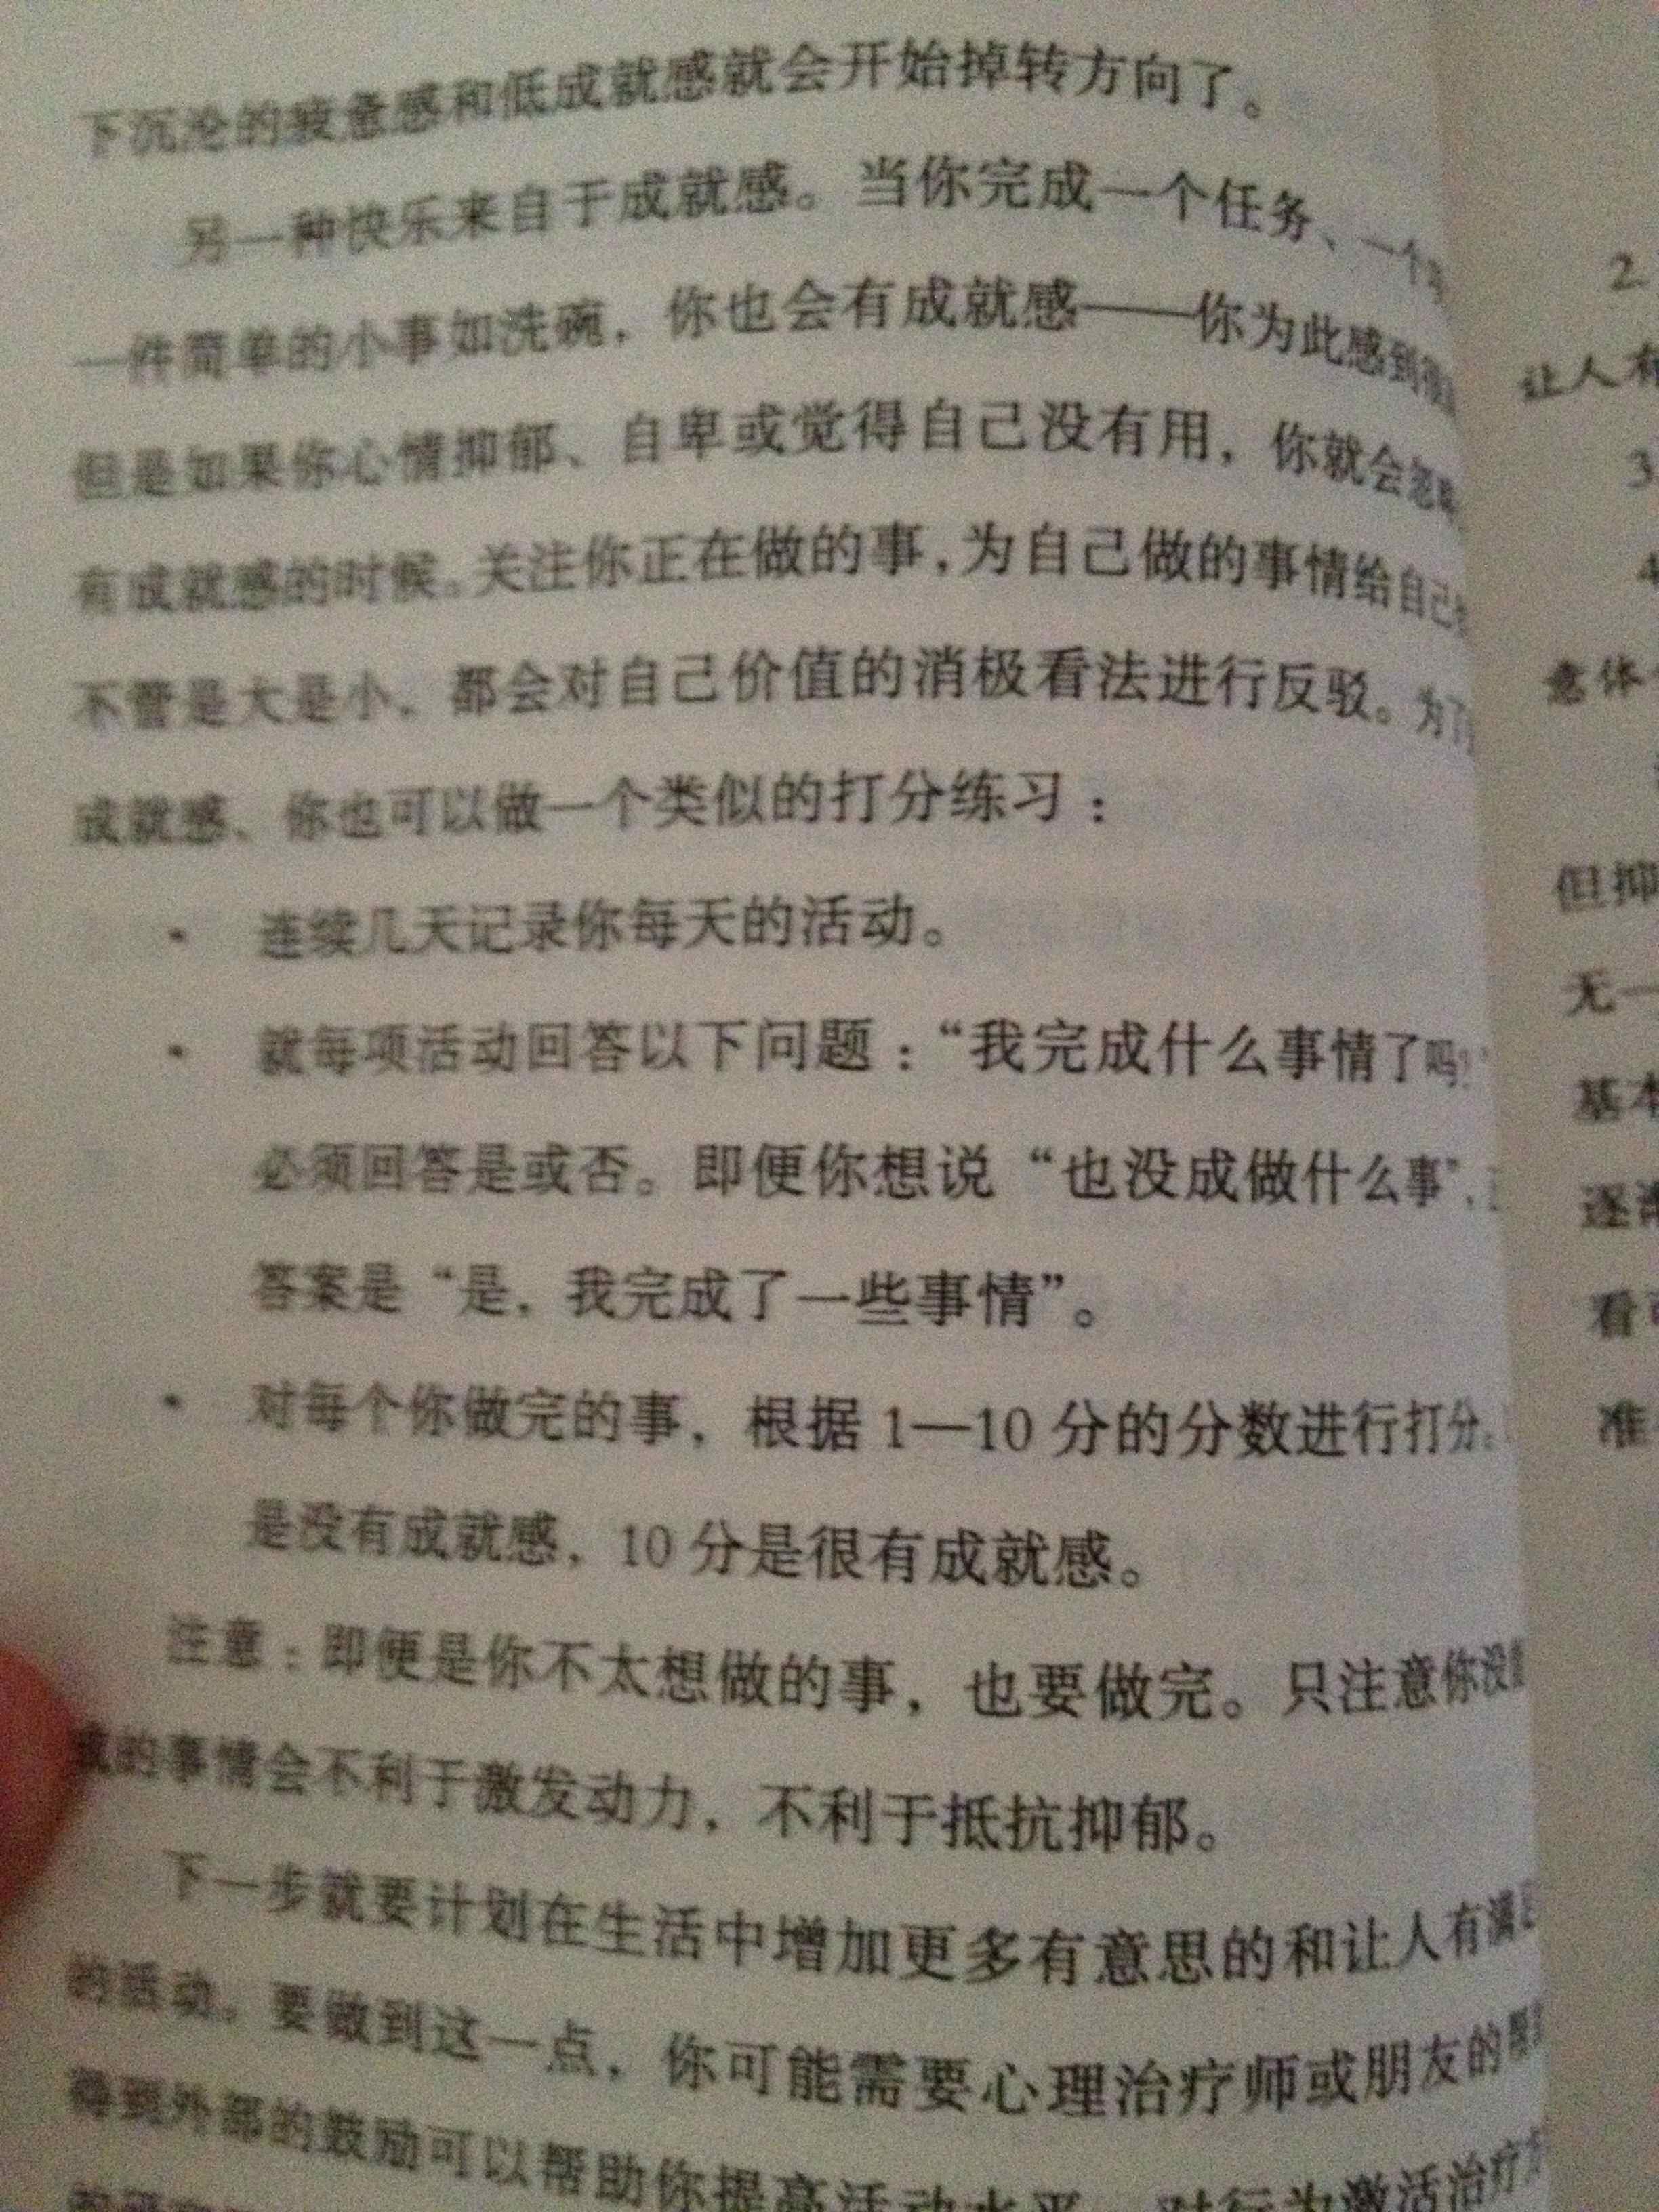 下沉沦的疲惫感和低成就感就会开始掉转方向了。
另一种快乐来自于成就感。当你完成一个任务、一个
一件简单的小事如洗碗，你也会有成就感——你为此感到很
但是如果你心情抑郁、自卑或觉得自己没有用，你就会忽略
有成就感的时候。关注你正在做的事，为自己做的事情给自己
不管是大是小，都会对自己价值的消极看法进行反驳。为了
成就感，你也可以做一个类似的打分练习：
· 连续几天记录你每天的活动。
· 就每项活动回答以下问题：“我完成什么事情了吗？”
必须回答是或否。即便你想说“也没成做什么事”，
答案是“是，我完成了一些事情”。
· 对每个你做完的事，根据 1—10 分的分数进行打分。
是没有成就感，10 分是很有成就感。
注意：即便是你不太想做的事，也要做完。只注意你没
成的事情会不利于激发动力，不利于抵抗抑郁。
下一步就要计划在生活中增加更多有意思的和让人有满足
的活动。要做到这一点，你可能需要心理治疗师或朋友的
得到外部的鼓励可以帮助你提高活动水平。对行为激活治疗
2.
让人有
3.
4
意体
但抑
无一
基本
逐渐
看
准